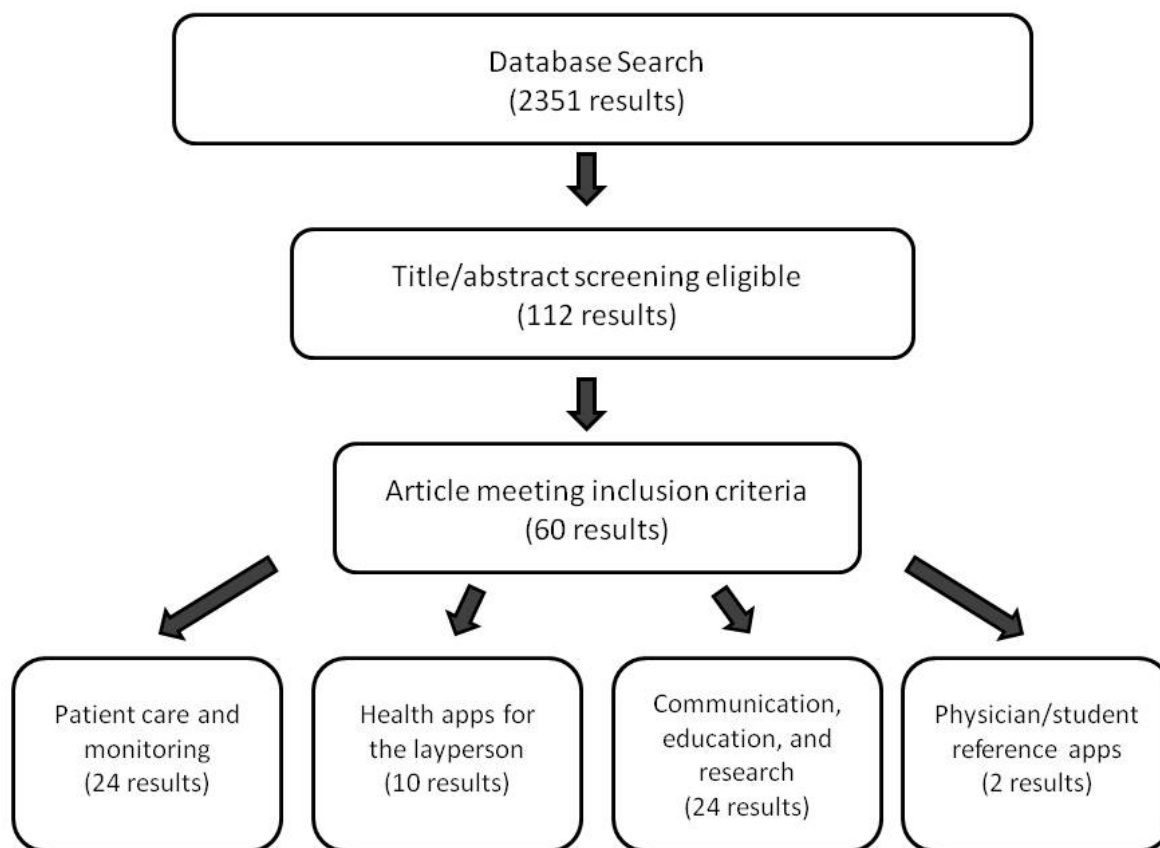 Database Search
(2351 results)
Title/abstract screening eligible
(112 results)
Article meeting inclusion criteria
(60 results)
Patient care and
monitoring
(24 results)
Health apps for
the layperson
(10 results)
Communication,
education, and
research
(24 results)
Physician/student
reference apps
(2 results)